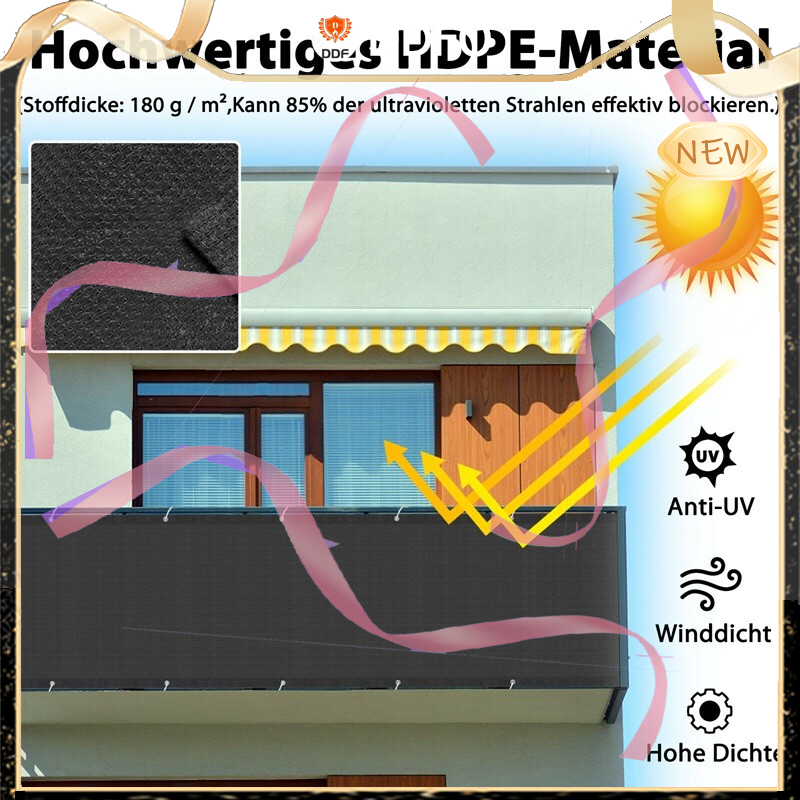 DDF
Hochwertiges HDPE-Material
(Stoffdicke: 180 g / m²,Kann 85% der ultravioletten Strahlen effektiv blockieren.)
NEW
UV
Anti-UV
Winddicht
Hohe Dichte